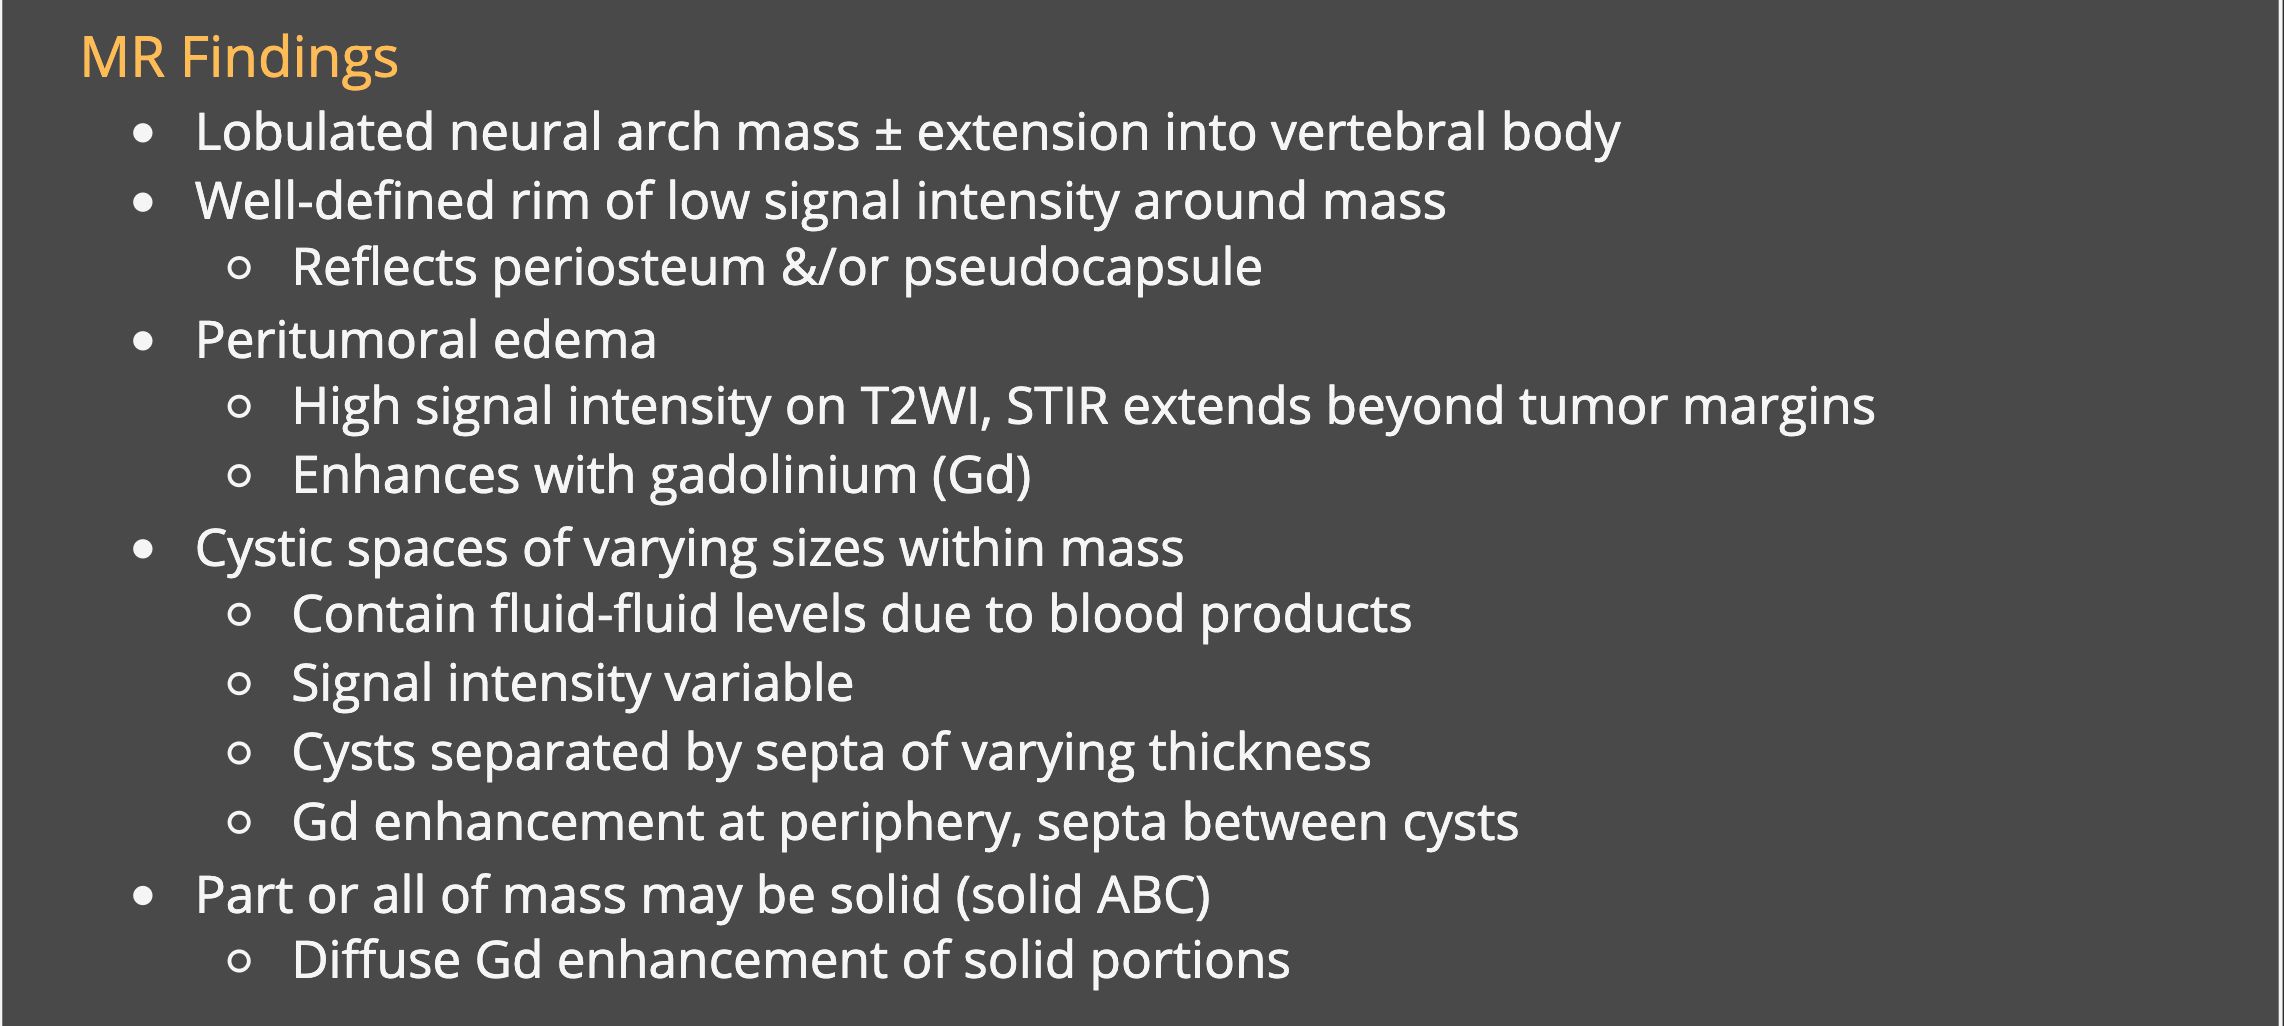 MR Findings
• Lobulated neural arch mass ± extension into vertebral body
• Well-defined rim of low signal intensity around mass
○ Reflects periosteum &/or pseudocapsule
• Peritumoral edema
○ High signal intensity on T2WI, STIR extends beyond tumor margins
○ Enhances with gadolinium (Gd)
• Cystic spaces of varying sizes within mass
○ Contain fluid-fluid levels due to blood products
○ Signal intensity variable
○ Cysts separated by septa of varying thickness
○ Gd enhancement at periphery, septa between cysts
• Part or all of mass may be solid (solid ABC)
○ Diffuse Gd enhancement of solid portions